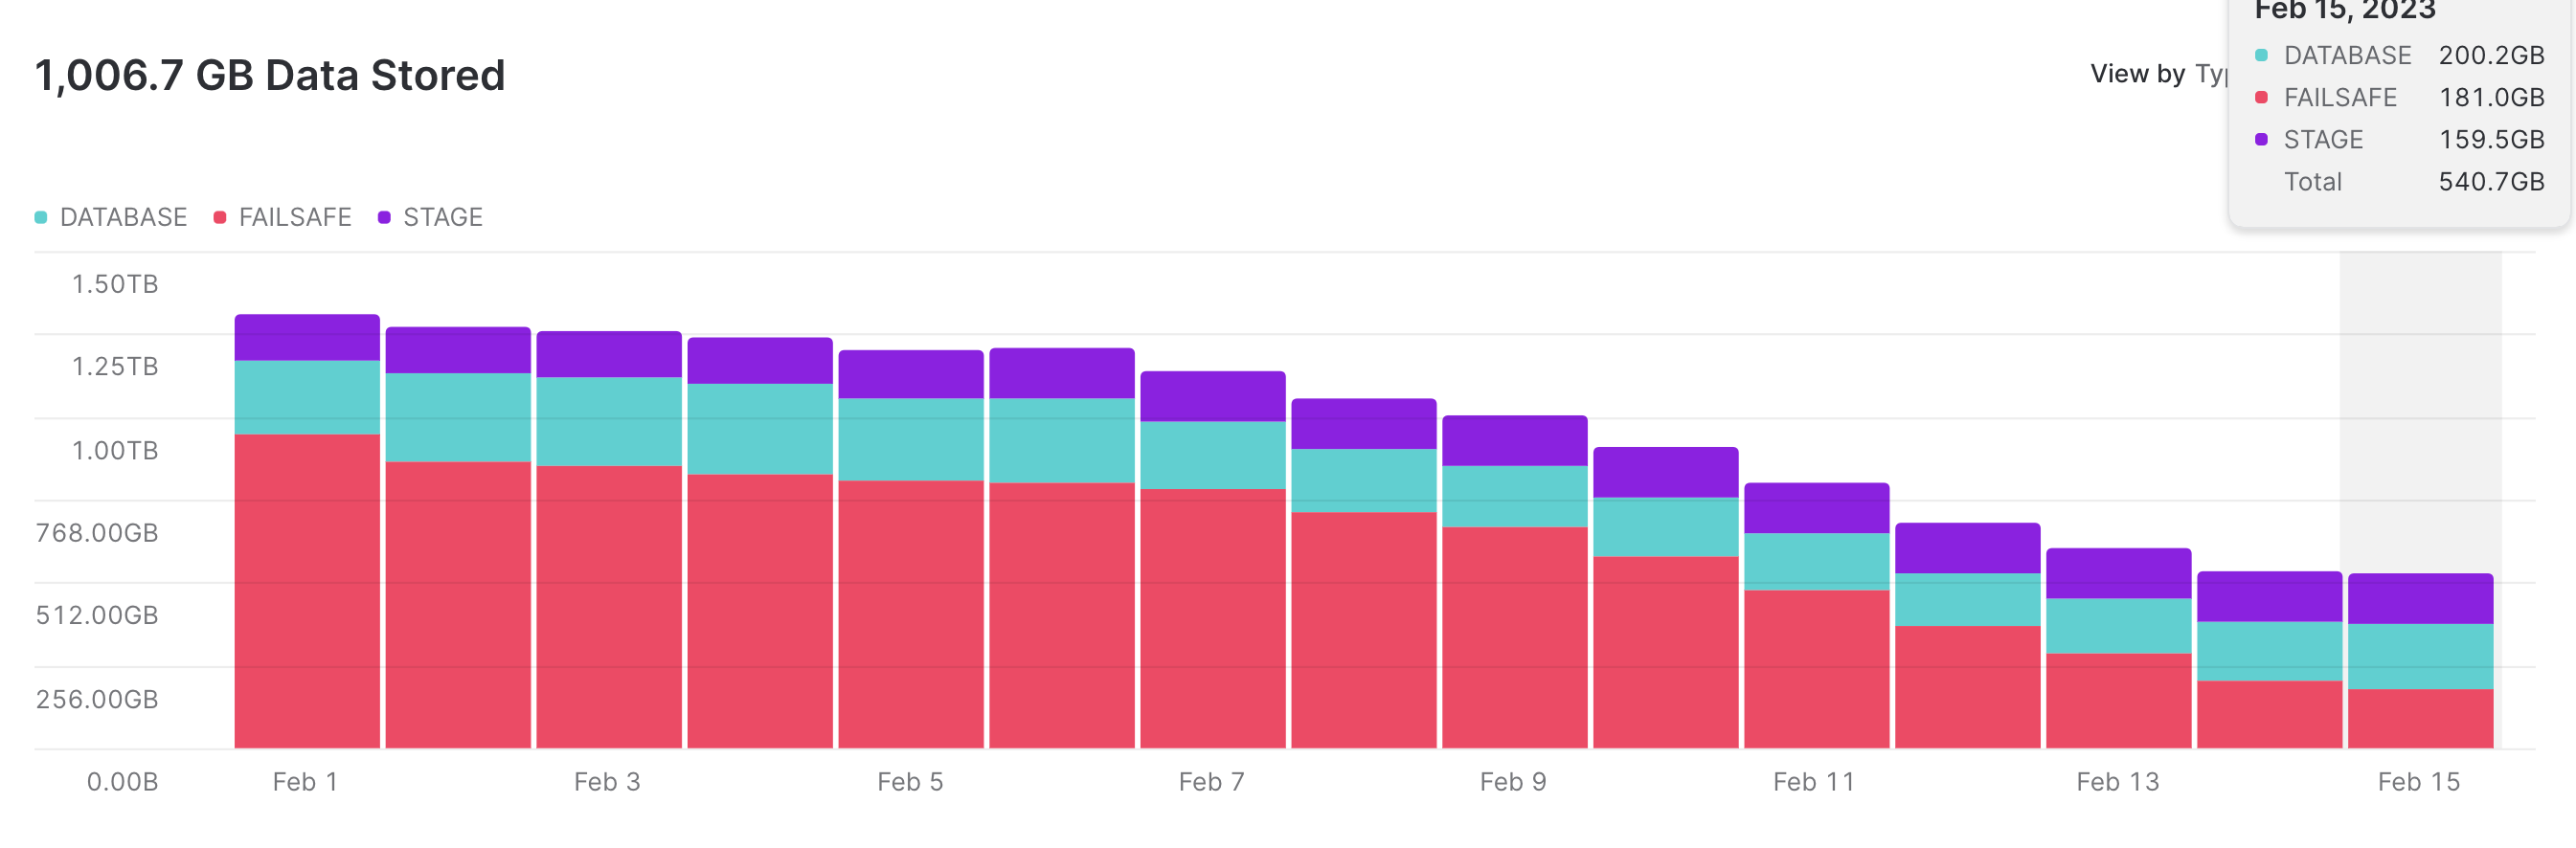 Feb 15, 2023
1,006.7 GB Data Stored
View by
DATABASE 200.2GB
FAILSAFE 181.0GB
STAGE 159.5GB
Total 540.7GB
DATABASE FAILSAFE STAGE
1.50TB
1.25TB
1.00TB
768.00GB
512.00GB
256.00GB
0.00B
Feb 1 Feb 3 Feb 5 Feb 7 Feb 9 Feb 11 Feb 13 Feb 15